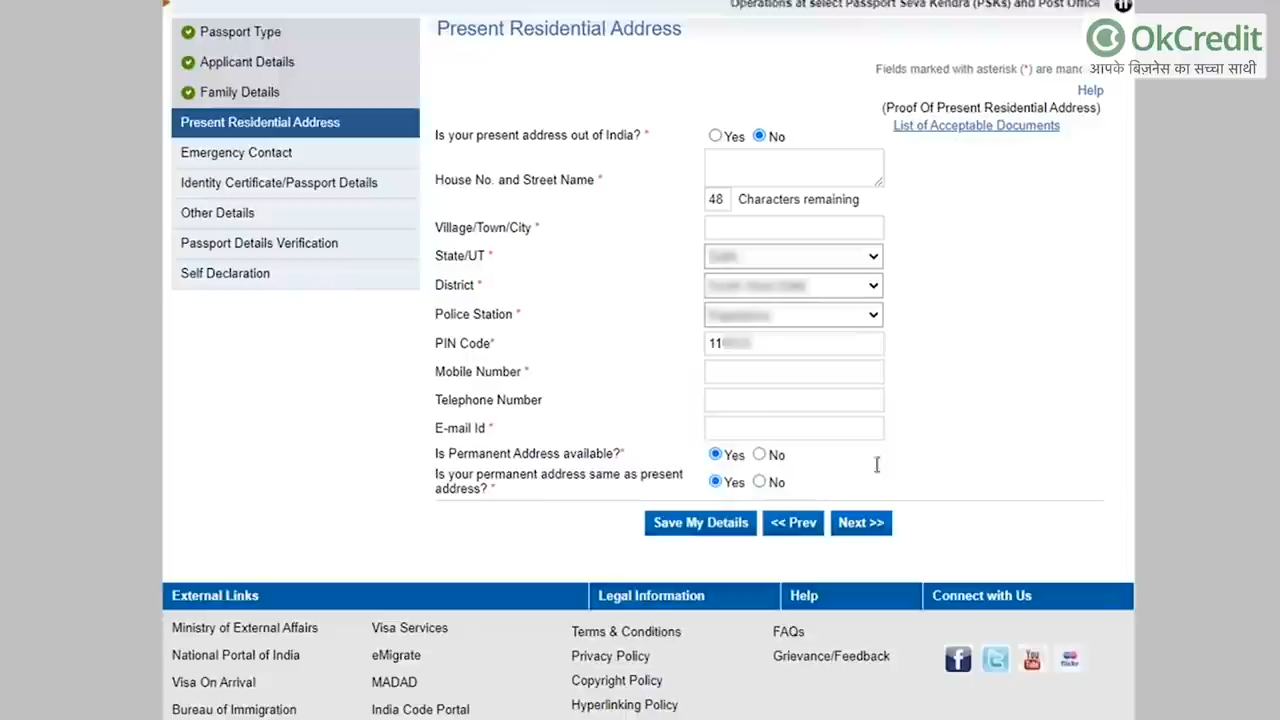 Operations at select Passport Seva Kendra (PSKs) and Post Office
OkCredit
आपके बिज़नेस का सच्चा साथी
Passport Type
Applicant Details
Family Details
Present Residential Address
Emergency Contact
Identity Certificate/Passport Details
Other Details
Passport Details Verification
Self Declaration
Present Residential Address
Fields marked with asterisk (*) are
Help
(Proof Of Present Residential Address)
List of Acceptable Documents
Is your present address out of India? * Yes No
House No. and Street Name *
48 Characters remaining
Village/Town/City *
State/UT *
District *
Police Station *
PIN Code* 11
Mobile Number *
Telephone Number
E-mail Id *
Is Permanent Address available?* Yes No
Is your permanent address same as present
address? * Yes No
Save My Details << Prev Next >>
External Links Legal Information Help Connect with Us
Ministry of External Affairs Visa Services Terms & Conditions FAQs
National Portal of India eMigrate Privacy Policy Grievance/Feedback
Visa On Arrival MADAD Copyright Policy
Bureau of Immigration India Code Portal Hyperlinking Policy
f
You
Tube
flickr